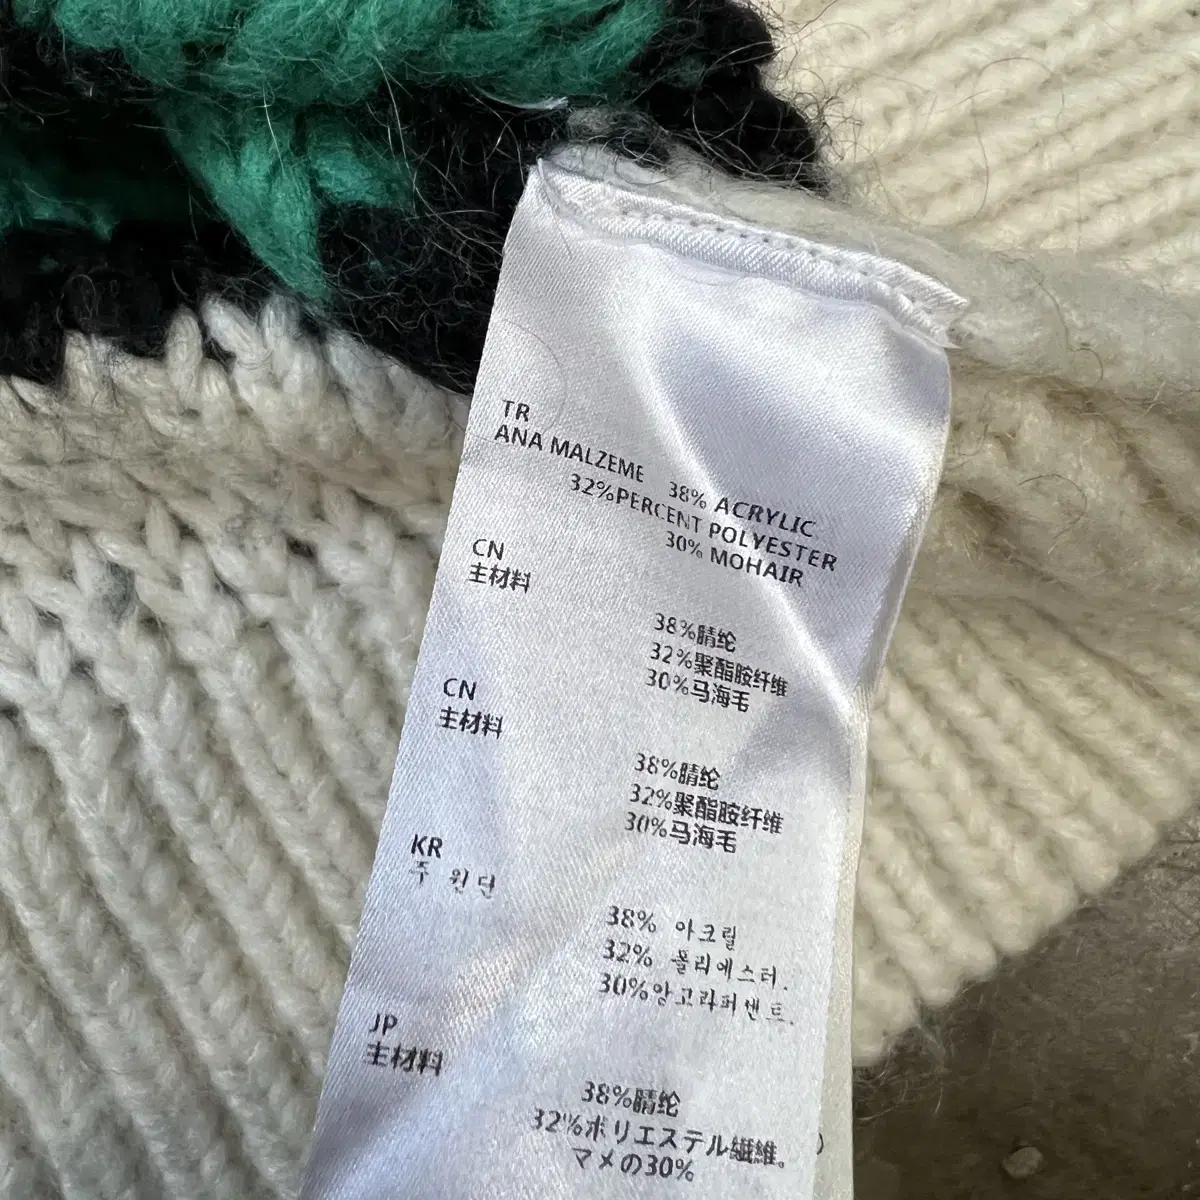 TR
ANA MALZEME 38% ACRYLIC
32%PERCENT POLYESTER
30% MOHAIR
CN
主材料
38%腈纶
32%聚酯胺纤维
30%马海毛
CN
主材料
38%腈纶
32%聚酯胺纤维
30%马海毛
KR
주 원단
38% 아크릴
32% 폴리에스터.
30%앙고라퍼센트.
JP
主材料
38%腈纶
32%ポリエステル繊維。
マメの30%